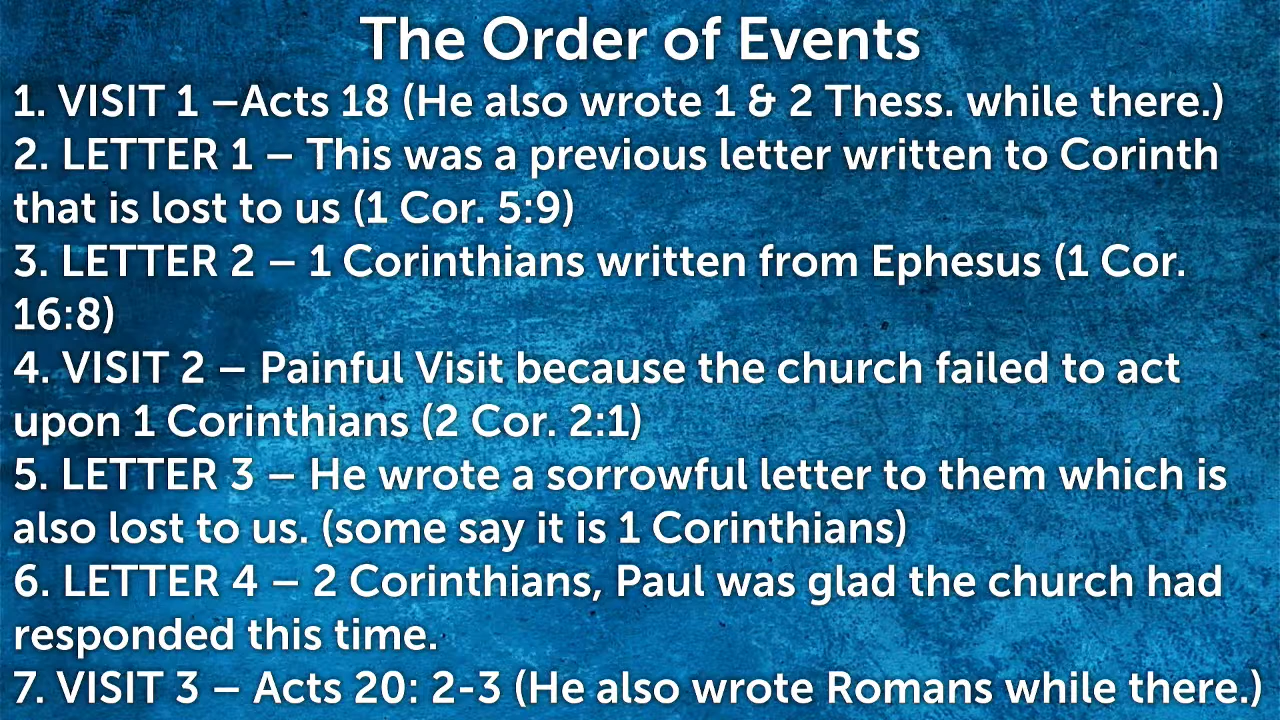 The Order of Events
1. VISIT 1 –Acts 18 (He also wrote 1 & 2 Thess. while there.)
2. LETTER 1 – This was a previous letter written to Corinth
that is lost to us (1 Cor. 5:9)
3. LETTER 2 – 1 Corinthians written from Ephesus (1 Cor.
16:8)
4. VISIT 2 – Painful Visit because the church failed to act
upon 1 Corinthians (2 Cor. 2:1)
5. LETTER 3 – He wrote a sorrowful letter to them which is
also lost to us. (some say it is 1 Corinthians)
6. LETTER 4 – 2 Corinthians, Paul was glad the church had
responded this time.
7. VISIT 3 – Acts 20: 2-3 (He also wrote Romans while there.)